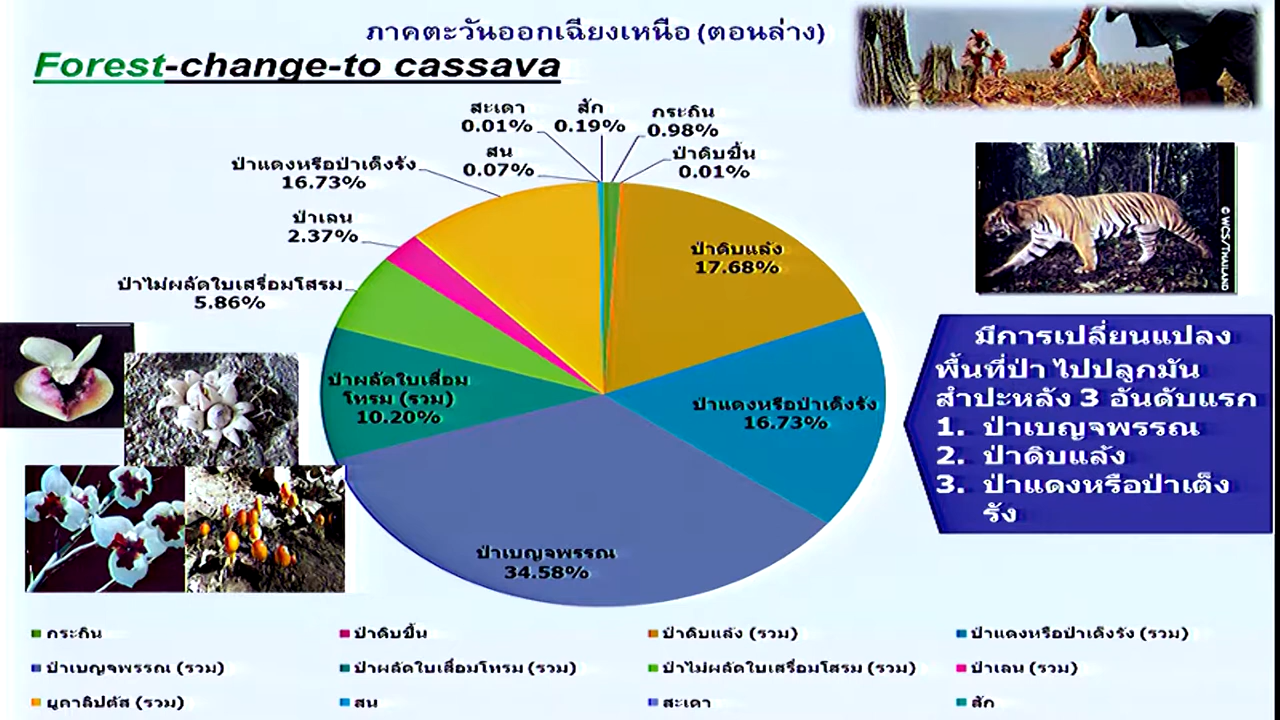 ภาคตะวันออกเฉียงเหนือ (ตอนล่าง)
Forest-change-to cassava
สะเดา
0.01%
สัก
0.19%
กระถิน
0.98%
สน
0.07%
ป่าดิบชื้น
0.01%
ป่าแดงหรือป่าเต็งรัง
16.73%
ป่าเลน
2.37%
ป่าไม่ผลัดใบเสื่อมโทรม
5.86%
ป่าดิบแล้ง
17.68%
ป่าผลัดใบเสื่อม
โทรม (รวม)
10.20%
ป่าแดงหรือป่าเต็งรัง
16.73%
ป่าเบญจพรรณ
34.58%
© WCS/THAILAND
มีการเปลี่ยนแปลง
พื้นที่ป่า ไปปลูกมัน
สำปะหลัง 3 อันดับแรก
1. ป่าเบญจพรรณ
2. ป่าดิบแล้ง
3. ป่าแดงหรือป่าเต็ง
รัง
กระถิน
ป่าดิบชื้น
ป่าดิบแล้ง (รวม)
ป่าแดงหรือป่าเต็งรัง (รวม)
ป่าเบญจพรรณ (รวม)
ป่าผลัดใบเสื่อมโทรม (รวม)
ป่าไม่ผลัดใบเสื่อมโทรม (รวม)
ป่าเลน (รวม)
ยูคาลิปตัส (รวม)
สน
สะเดา
สัก